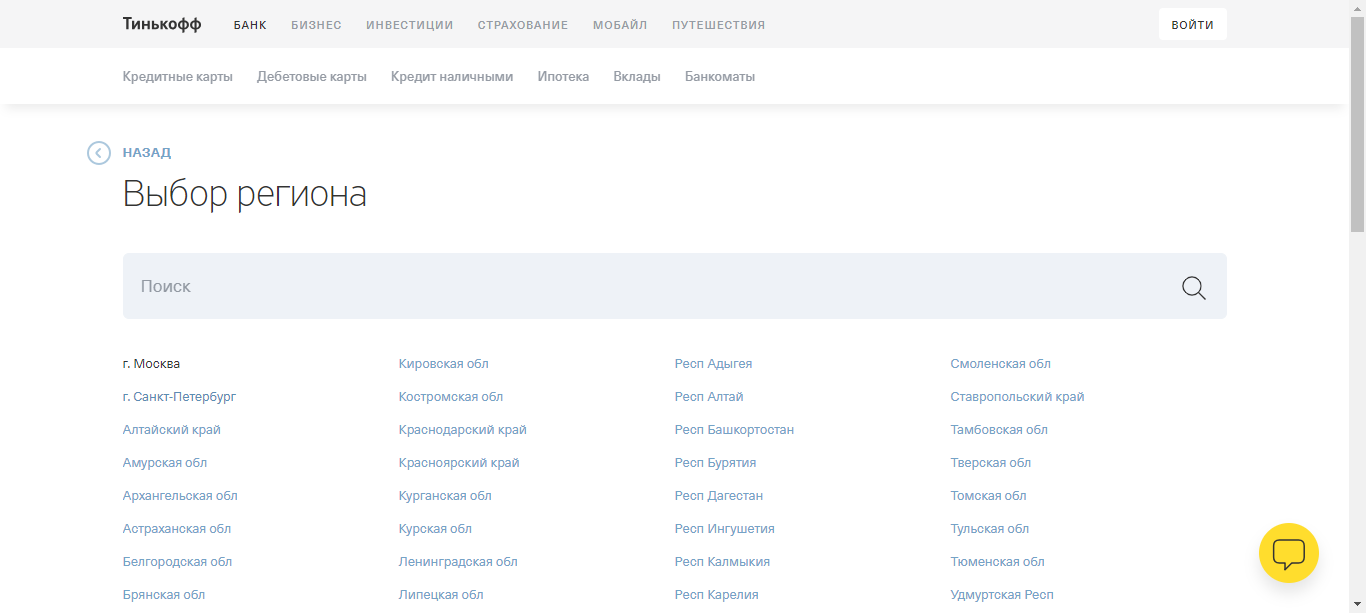 Тинькофф БАНК БИЗНЕС ИНВЕСТИЦИИ СТРАХОВАНИЕ МОБАЙЛ ПУТЕШЕСТВИЯ ВОЙТИ
Кредитные карты Дебетовые карты Кредит наличными Ипотека Вклады Банкоматы
НАЗАД
Выбор региона
Поиск
г. Москва Кировская обл Респ Адыгея Смоленская обл
г. Санкт-Петербург Костромская обл Респ Алтай Ставропольский край
Алтайский край Краснодарский край Респ Башкортостан Тамбовская обл
Амурская обл Красноярский край Респ Бурятия Тверская обл
Архангельская обл Курганская обл Респ Дагестан Томская обл
Астраханская обл Курская обл Респ Ингушетия Тульская обл
Белгородская обл Ленинградская обл Респ Калмыкия Тюменская обл
Брянская обл Липецкая обл Респ Карелия Удмуртская Респ